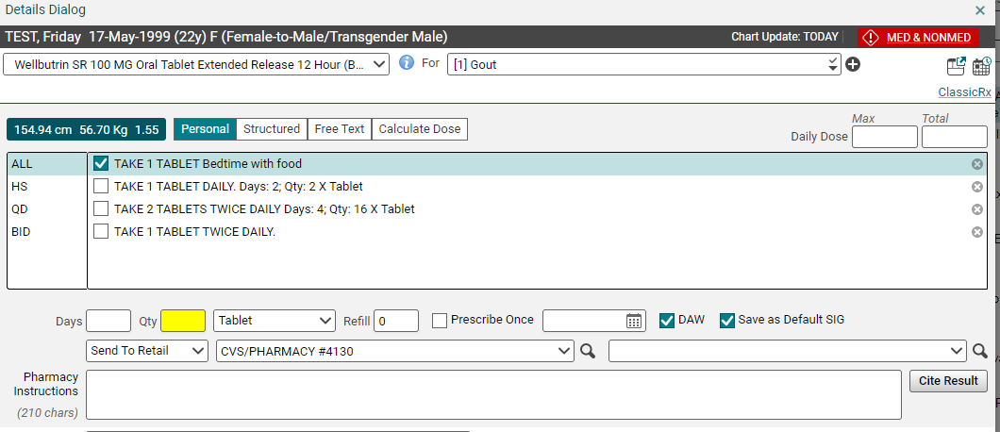 Details Dialog
TEST, Friday 17-May-1999 (22y) F (Female-to-Male/Transgender Male) Chart Update: TODAY MED & NONMED
Wellbutrin SR 100 MG Oral Tablet Extended Release 12 Hour (B... For [1] Gout
ClassicRx
154.94 cm 56.70 Kg 1.55 Personal Structured Free Text Calculate Dose
Max Total
Daily Dose
ALL TAKE 1 TABLET Bedtime with food
HS TAKE 1 TABLET DAILY. Days: 2; Qty: 2 X Tablet
QD TAKE 2 TABLETS TWICE DAILY Days: 4; Qty: 16 X Tablet
BID TAKE 1 TABLET TWICE DAILY.
Days Qty Tablet Refill 0 Prescribe Once DAW Save as Default SIG
Send To Retail CVS/PHARMACY #4130
Pharmacy Instructions
(210 chars)
Cite Result